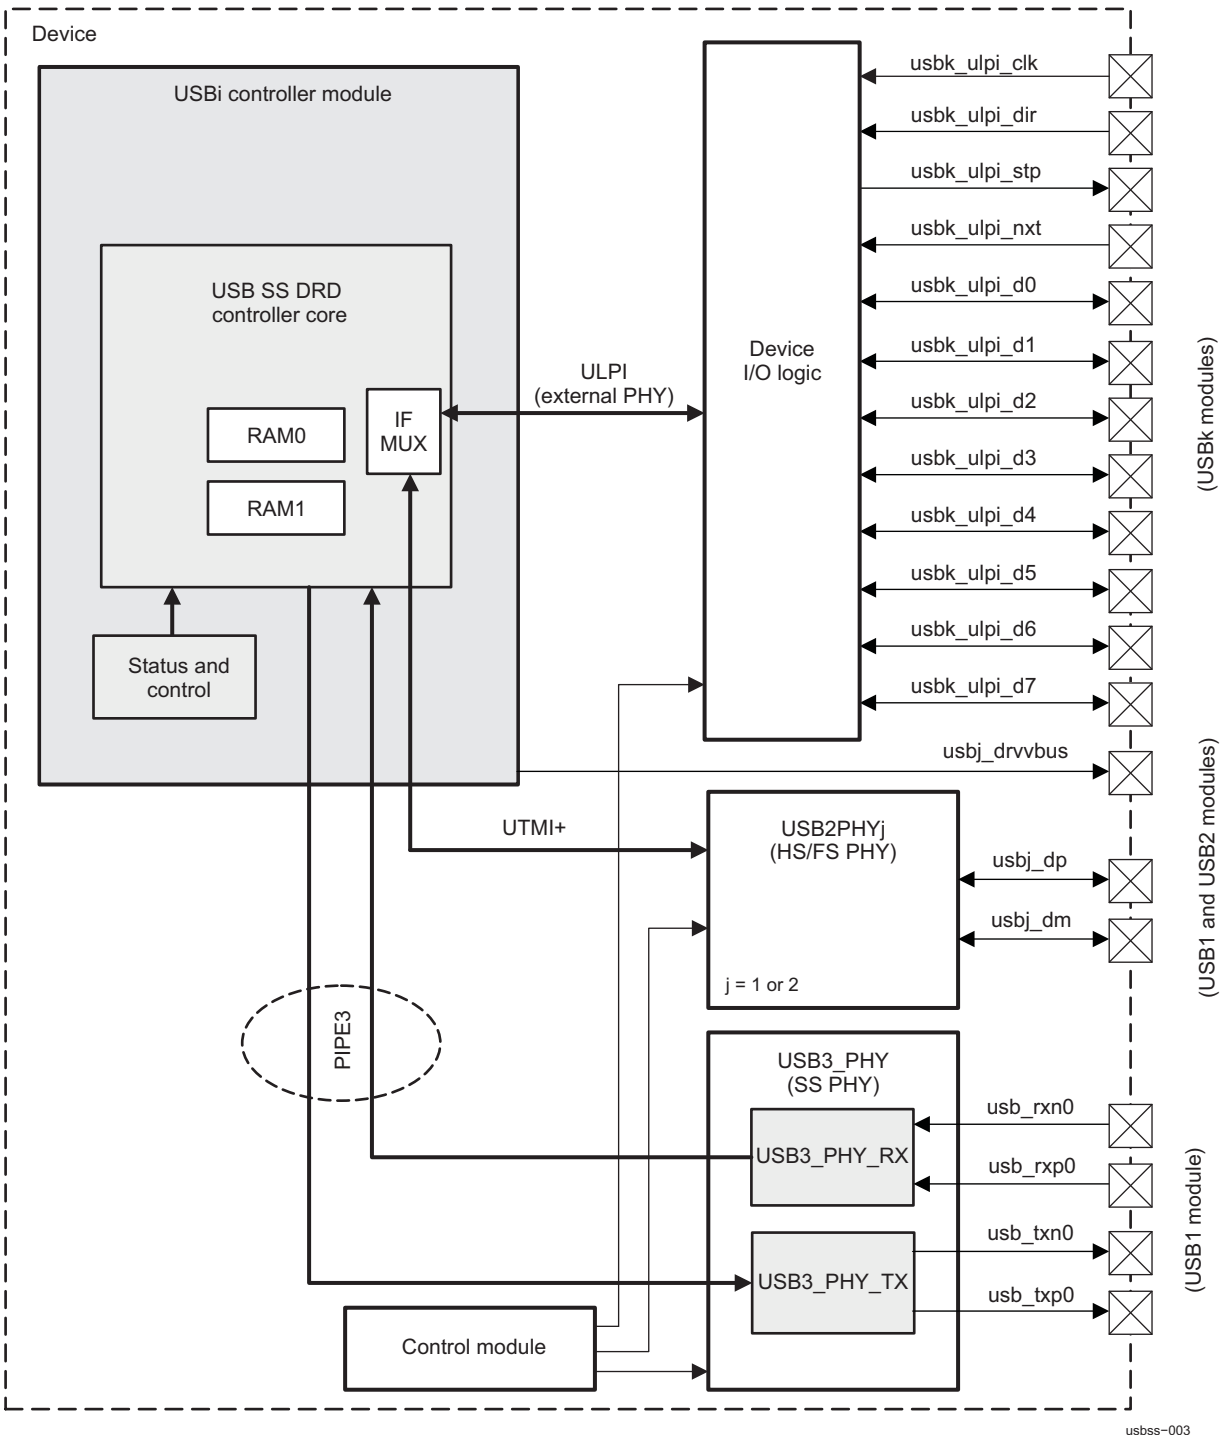 Device
USBi controller module
USB SS DRD
controller core
RAM0
RAM1
IF
MUX
Status and
control
ULPI
(external PHY)
Device
I/O logic
usbk_ulpi_clk
usbk_ulpi_dir
usbk_ulpi_stp
usbk_ulpi_nxt
usbk_ulpi_d0
usbk_ulpi_d1
usbk_ulpi_d2
usbk_ulpi_d3
usbk_ulpi_d4
usbk_ulpi_d5
usbk_ulpi_d6
usbk_ulpi_d7
(USBk modules)
usbj_drvvbus
UTMI+
USB2PHYj
(HS/FS PHY)
j = 1 or 2
usbj_dp
usbj_dm
(USB1 and USB2 modules)
PIPE3
USB3_PHY
(SS PHY)
USB3_PHY_RX
USB3_PHY_TX
usb_rxn0
usb_rxp0
usb_txn0
usb_txp0
(USB1 module)
Control module
usbss−003